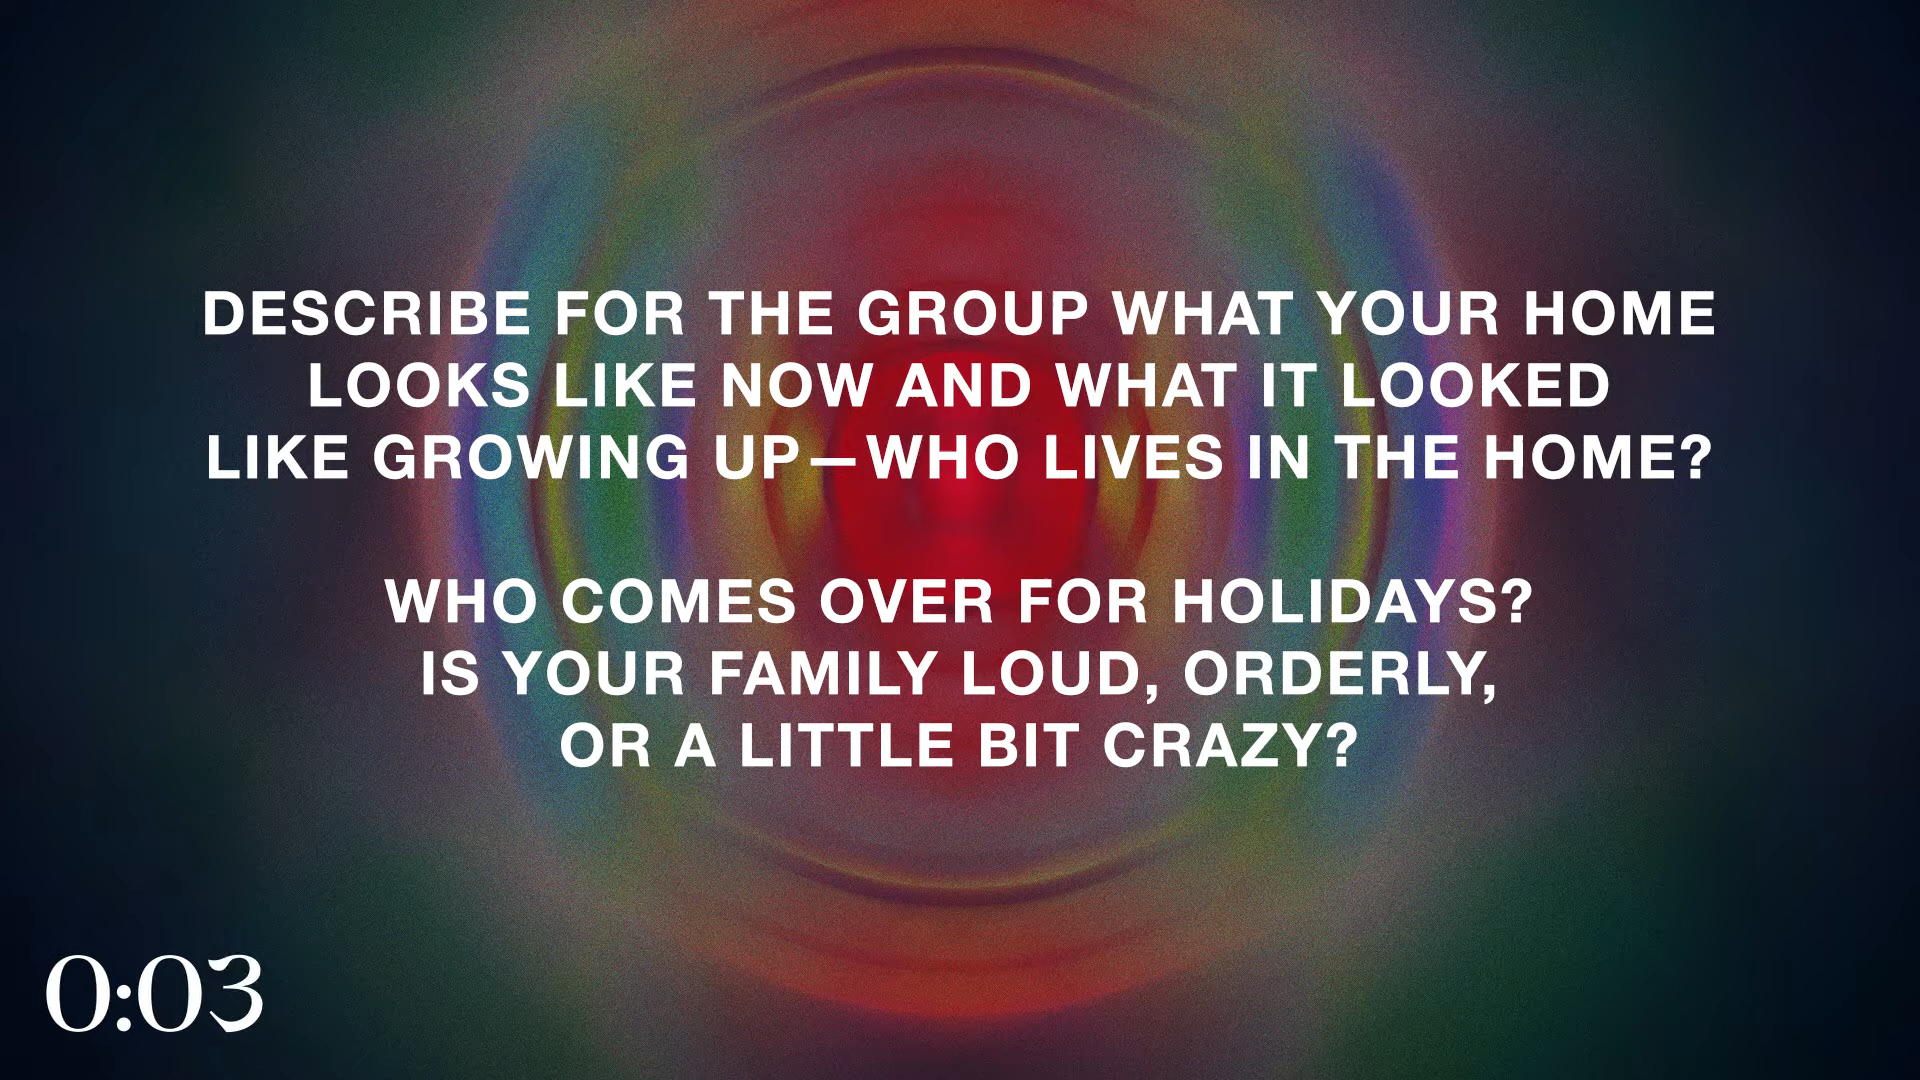 DESCRIBE FOR THE GROUP WHAT YOUR HOME
LOOKS LIKE NOW AND WHAT IT LOOKED
LIKE GROWING UP—WHO LIVES IN THE HOME?
WHO COMES OVER FOR HOLIDAYS?
IS YOUR FAMILY LOUD, ORDERLY,
OR A LITTLE BIT CRAZY?
0:03